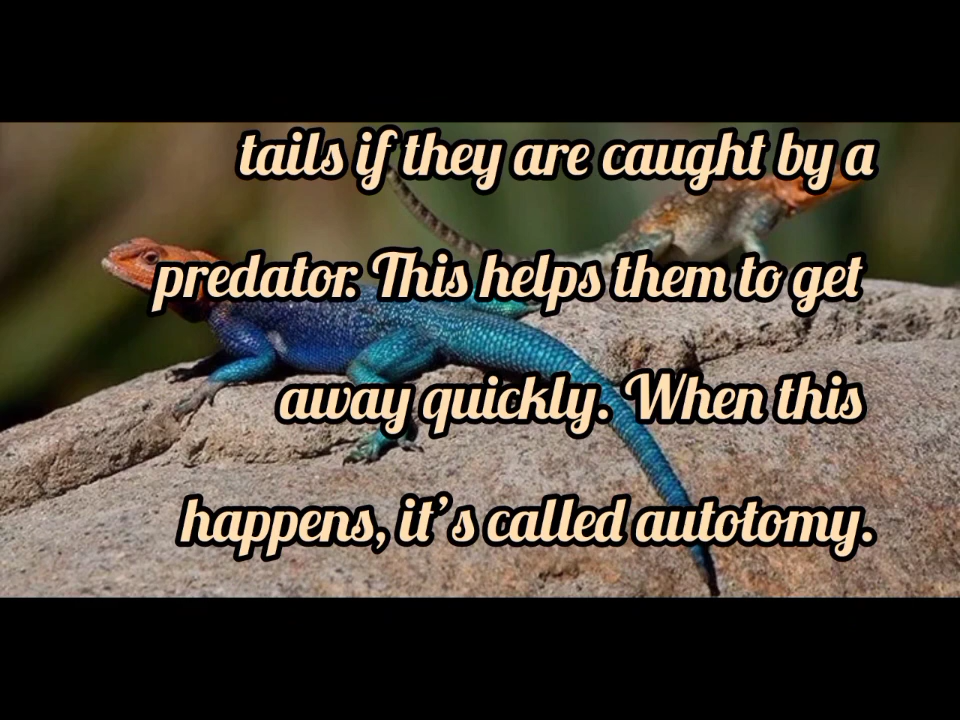 tails if they are caught by a
predator. This helps them to get
away quickly. When this
happens, it’s called autotomy.